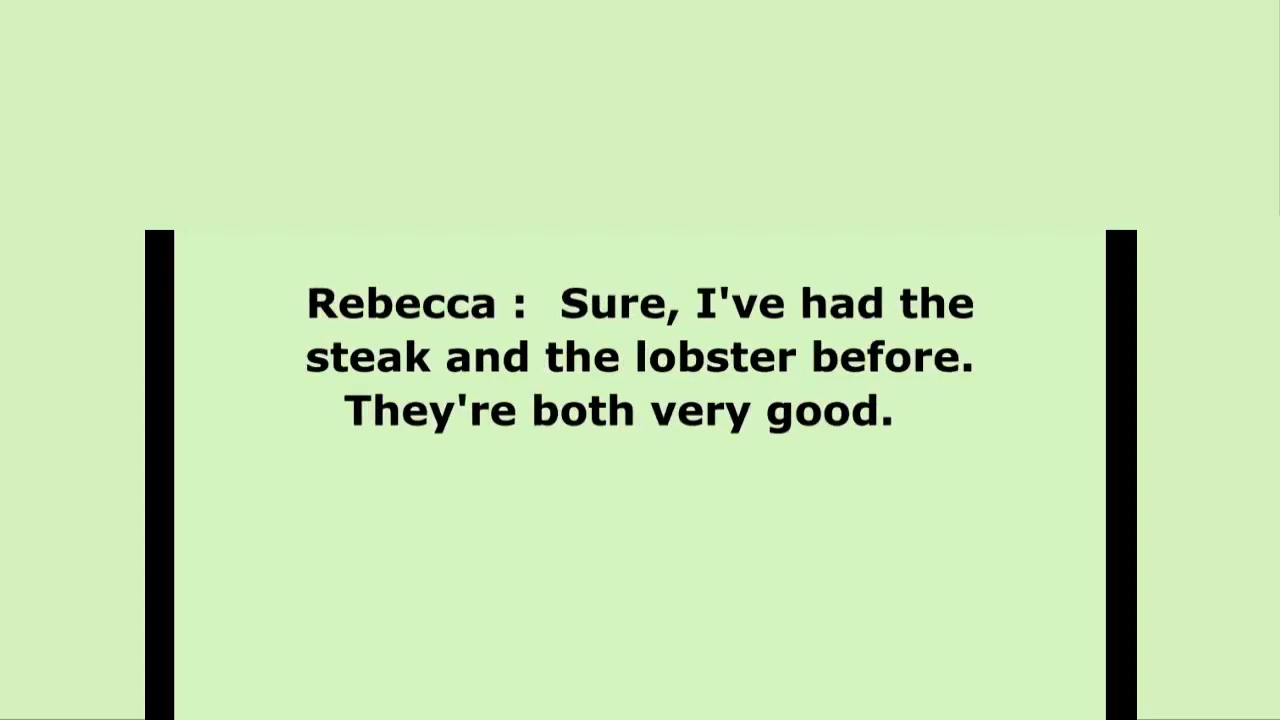 Rebecca :  Sure, I've had the
steak and the lobster before.
They're both very good.